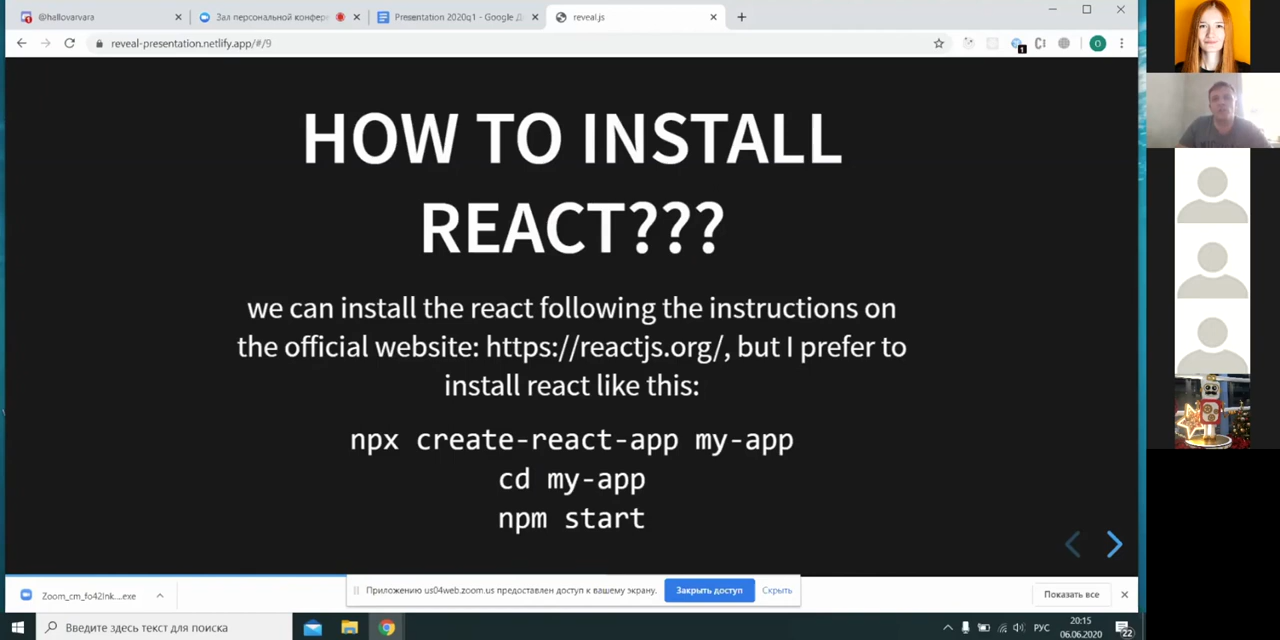 @hallovarvara
Зал персональной конфер
Presentation 2020q1 - Google Д
reveal.js
reveal-presentation.netlify.app/#/9
1
O
HOW TO INSTALL
REACT???
we can install the react following the instructions on
the official website: https://reactjs.org/, but I prefer to
install react like this:
npx create-react-app my-app
cd my-app
npm start
Zoom_cm_fo42lnk....exe
Приложению us04web.zoom.us предоставлен доступ к вашему экрану.
Закрыть доступ
Скрыть
Показать все
Введите здесь текст для поиска
РУС
20:15
06.06.2020
22